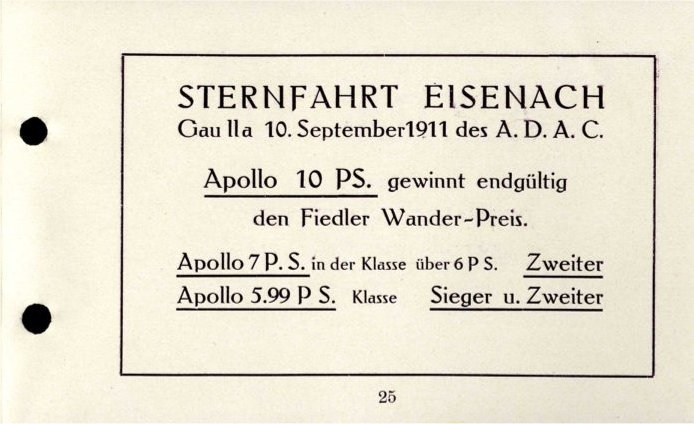 STERNFAHRT EISENACH
Gau IIa 10. September 1911 des A. D. A. C.
Apollo 10 PS. gewinnt endgültig
den Fiedler Wander-Preis.
Apollo 7 P. S. in der Klasse über 6 P S. Zweiter
Apollo 5.99 P S. Klasse Sieger u. Zweiter
25